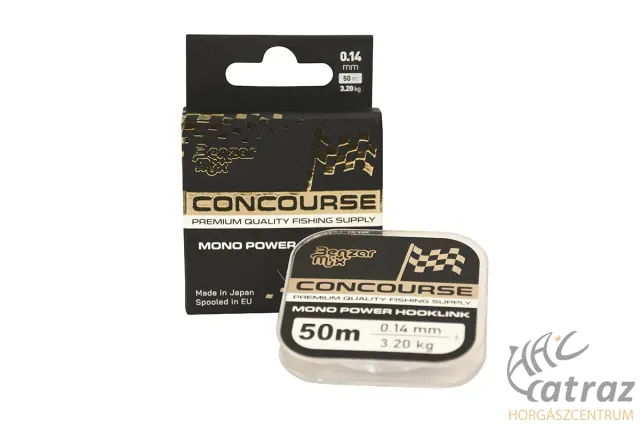 0.14
mm
50 m
3.20 kg
Benzar
Mix
CONCOURSE
PREMIUM QUALITY FISHING SUPPLY
MONO POWER
Made in Japan
Spooled in EU
Benzar
Mix
CONCOURSE
PREMIUM QUALITY FISHING SUPPLY
MONO POWER HOOKLINK
50m
0.14 mm
3.20 kg
Catraz
HORGÁSZCENTRUM